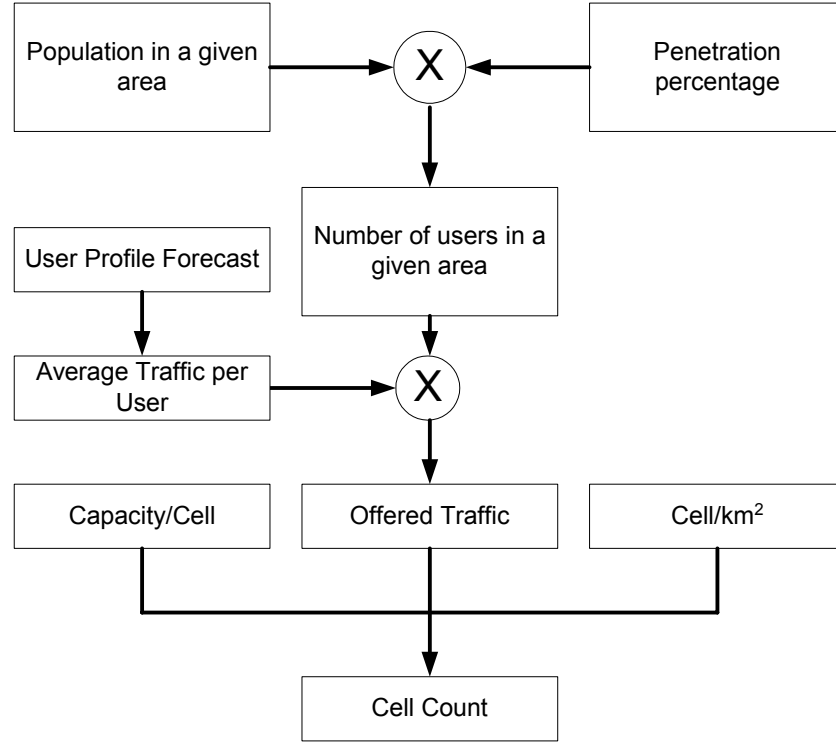 Population in a given
area
X
Penetration
percentage
Number of users in a
given area
User Profile Forecast
Average Traffic per
User
X
Capacity/Cell
Offered Traffic
Cell/km²
Cell Count